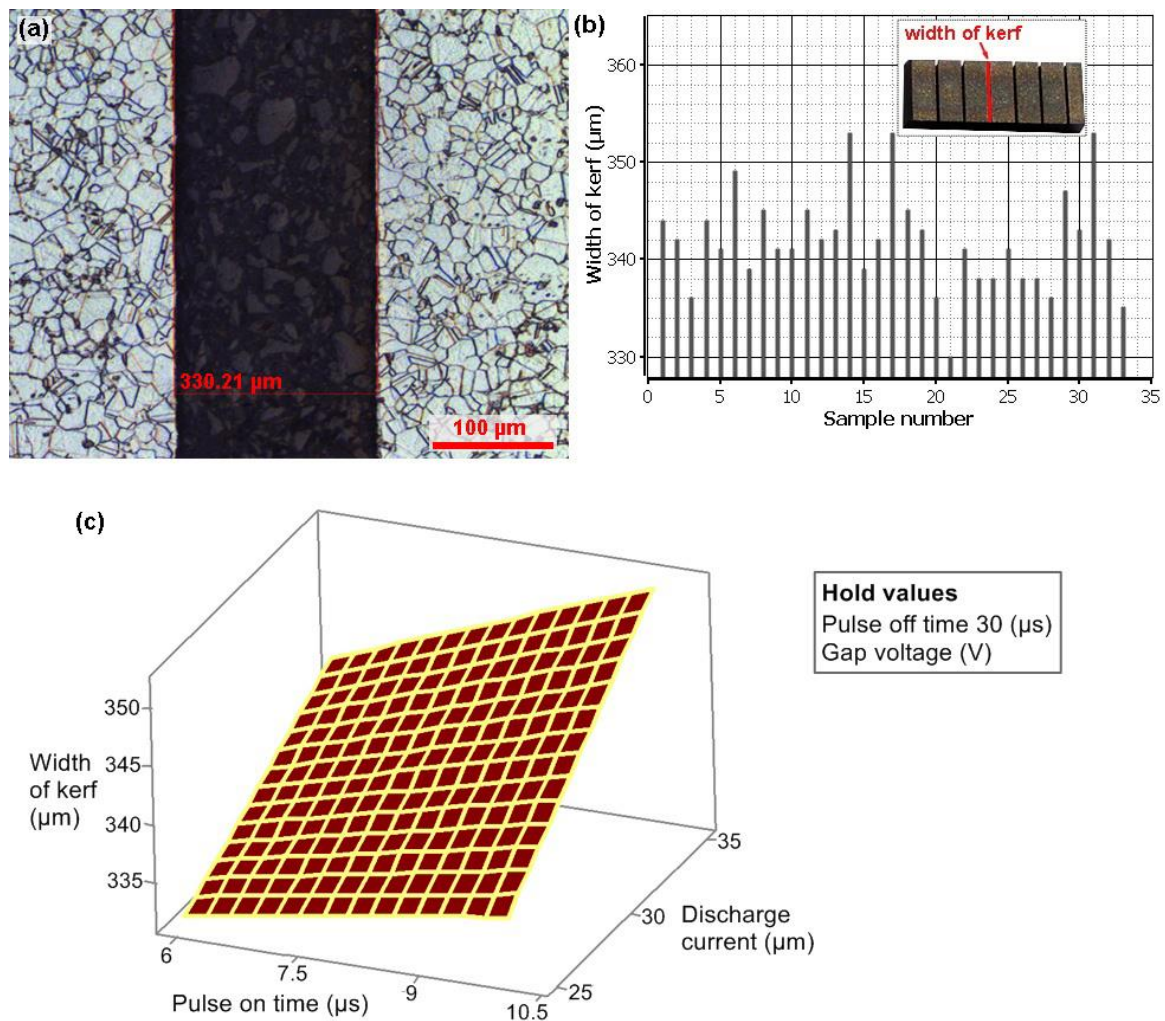 (a)
330.21 µm
100 µm
(b)
width of kerf
Width of kerf (µm)
360
350
340
330
0 5 10 15 20 25 30 35
Sample number
(c)
Hold values
Pulse off time 30 (µs)
Gap voltage (V)
Width
of kerf
(µm)
350
345
340
335
6 7.5 9 10.5
Pulse on time (µs)
35
30
25
Discharge
current (µm)